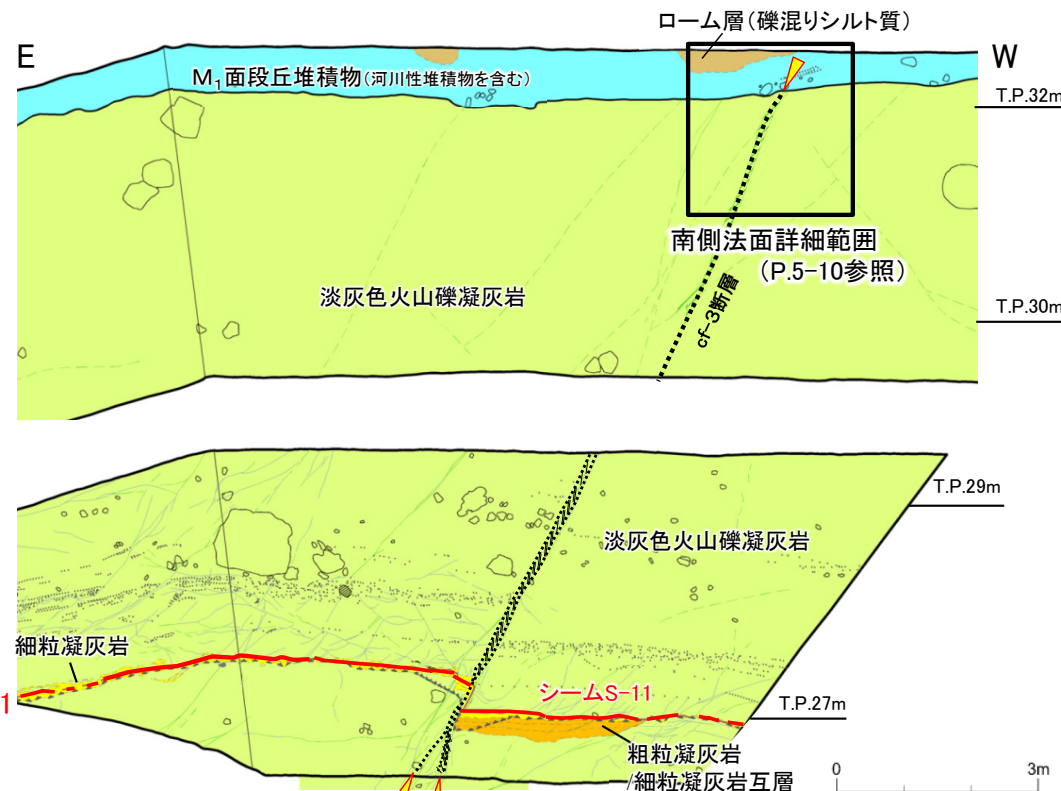 ローム層(礫混りシルト質)
E
W
M₁面段丘堆積物(河川性堆積物を含む)
T.P.32m
南側法面詳細範囲
(P.5-10参照)
淡灰色火山礫凝灰岩
cf-3断層
T.P.30m
T.P.29m
淡灰色火山礫凝灰岩
細粒凝灰岩
1
シームS-11
T.P.27m
粗粒凝灰岩
/細粒凝灰岩互層
0
3m